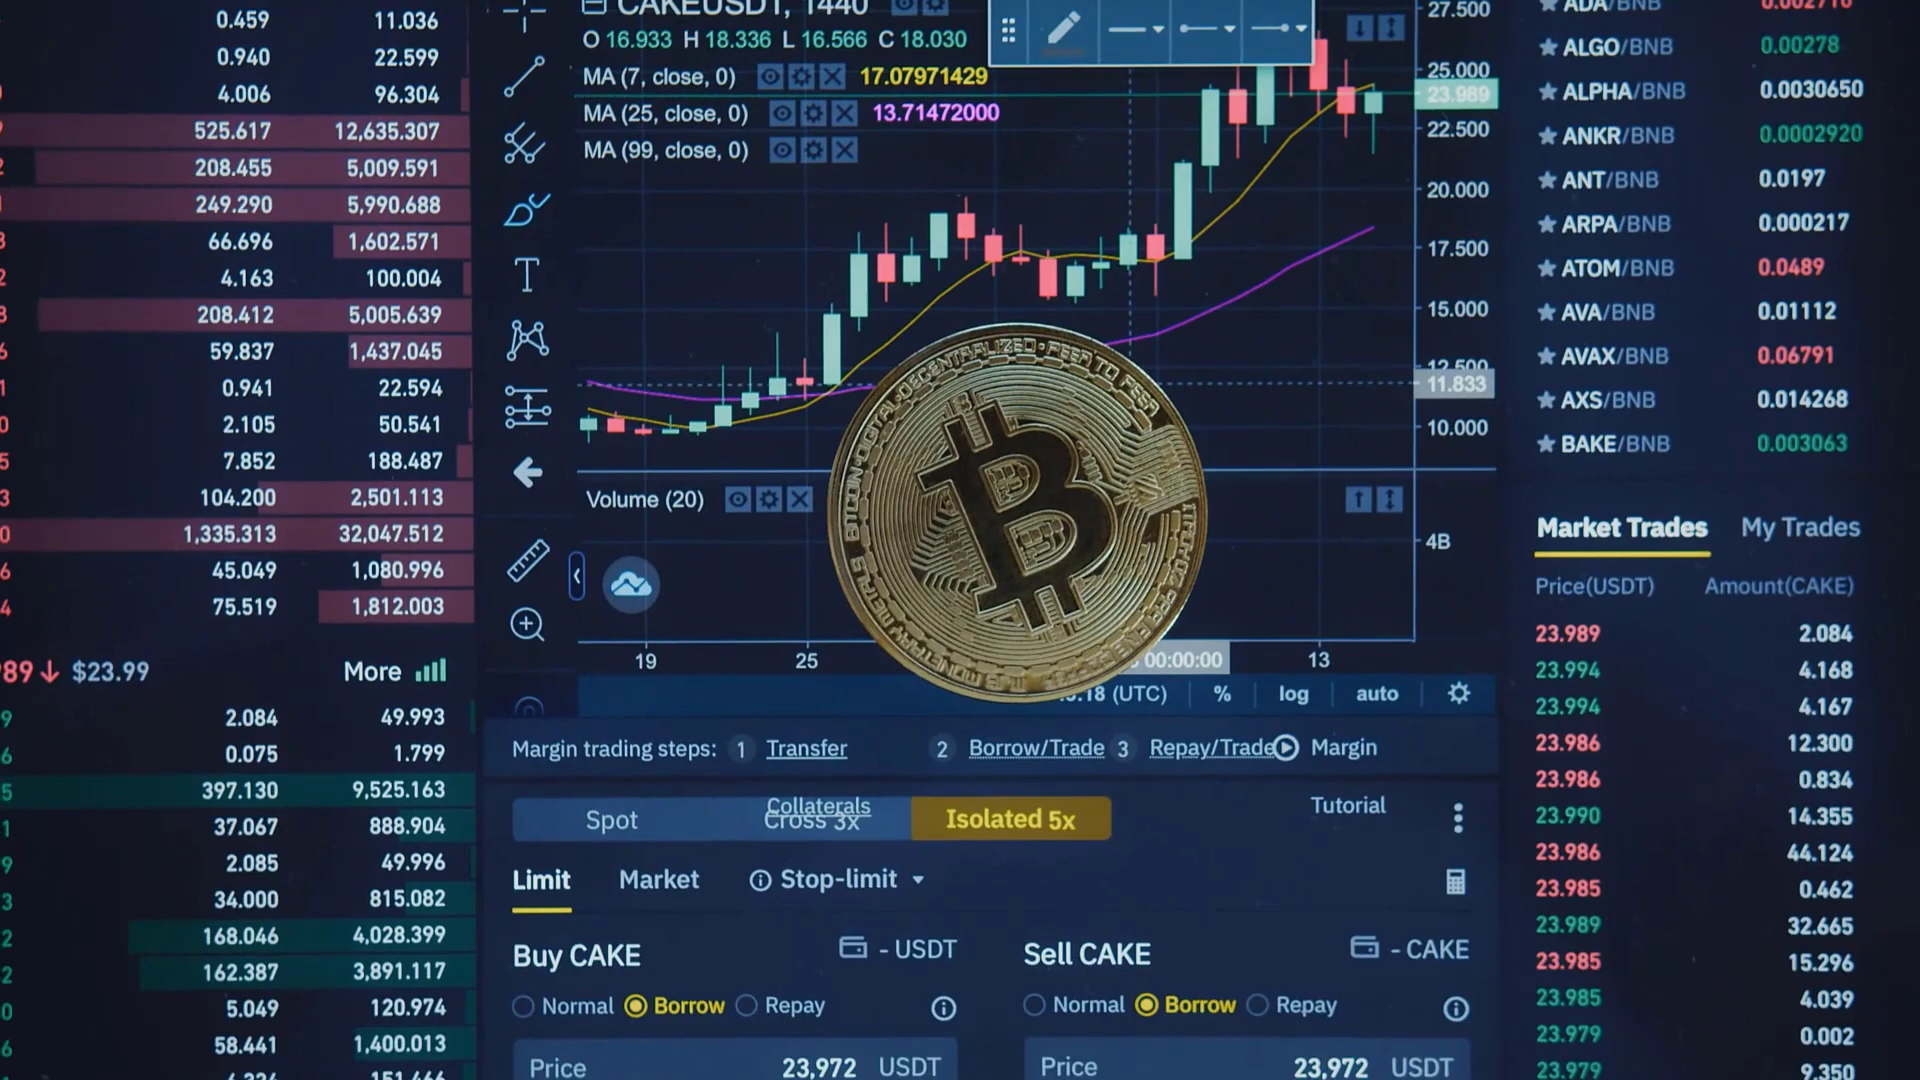 0.459 11.036
0.940 22.599
4.006 96.304
525.617 12,635.307
208.455 5,009.591
249.290 5,990.688
66.696 1,602.571
4.163 100.004
208.412 5,005.639
59.837 1,437.045
0.941 22.594
2.105 50.541
7.852 188.487
104.200 2,501.113
1,335.313 32,047.512
45.049 1,080.996
75.519 1,812.003
$23.99 More
2.084 49.993
0.075 1.799
397.130 9,525.163
37.067 888.904
2.085 49.996
34.000 815.082
168.046 4,028.399
162.387 3,891.117
5.049 120.974
58.441 1,400.013
CAKEUSDT, 1440
O 16.933 H 18.336 L 16.566 C 18.030
MA (7, close, 0) 17.07971429
MA (25, close, 0) 13.71472000
MA (99, close, 0)
27.500
25.000
23.989
22.500
20.000
17.500
15.000
12.500
11.833
10.000
Volume (20)
4B
BITCOIN·DIGITAL·DECENTRALIZED·PEER TO PEER
19 25 00:00:00 13
(UTC) % log auto
Margin trading steps: 1 Transfer 2 Borrow/Trade 3 Repay/Trade Margin
Collaterals Tutorial
Spot Cross 3x Isolated 5x
Limit Market Stop-limit
Buy CAKE - USDT
Normal Borrow Repay
Price 23,972 USDT
Sell CAKE - CAKE
Normal Borrow Repay
Price 23,972 USDT
ADA/BNB 0.002716
ALGO/BNB 0.00278
ALPHA/BNB 0.0030650
ANKR/BNB 0.0002920
ANT/BNB 0.0197
ARPA/BNB 0.000217
ATOM/BNB 0.0489
AVA/BNB 0.01112
AVAX/BNB 0.06791
AXS/BNB 0.014268
BAKE/BNB 0.003063
Market Trades My Trades
Price(USDT) Amount(CAKE)
23.989 2.084
23.994 4.168
23.994 4.167
23.986 12.300
23.986 0.834
23.990 14.355
23.986 44.124
23.985 0.462
23.989 32.665
23.985 15.296
23.985 4.039
23.979 0.002
23.979 9.350